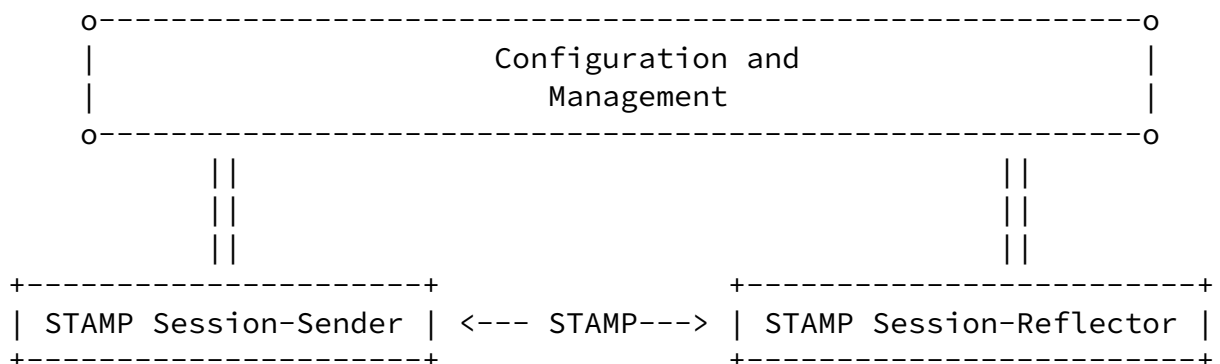 Configuration and
Management
STAMP Session-Sender <--- STAMP---> STAMP Session-Reflector